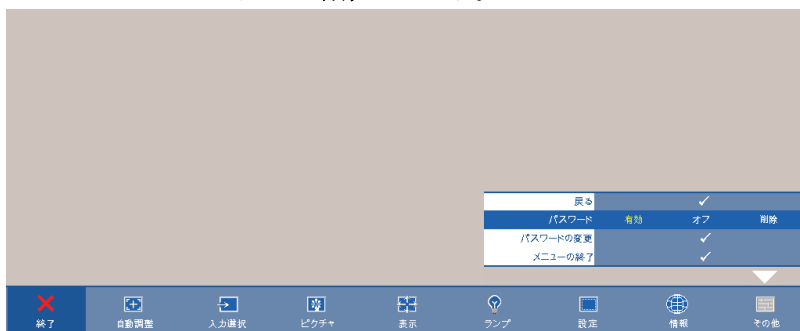 戻る ✓
パスワード 有効 オフ 削除
パスワードの変更 ✓
メニューの終了 ✓
終了 自動調整 入力選択 ピクチャ 表示 ランプ 設定 情報 その他